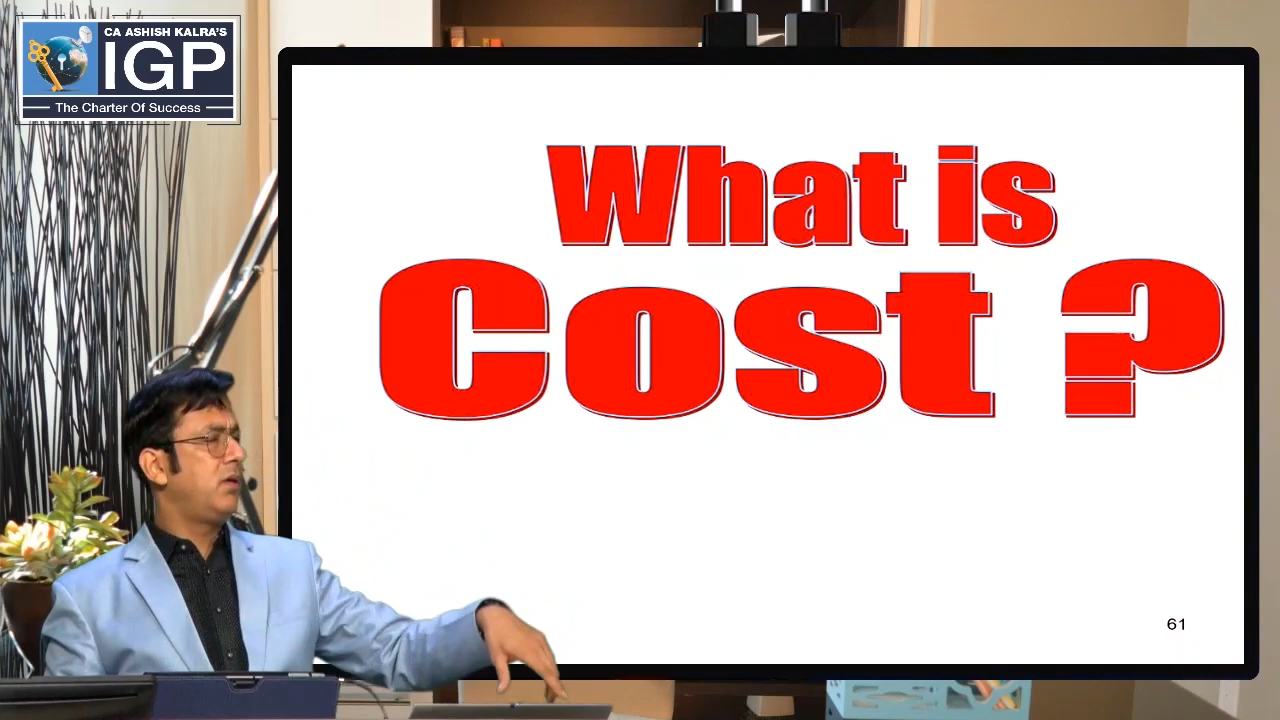 CA ASHISH KALRA'S
IGP
The Charter Of Success
What is
Cost ?
61